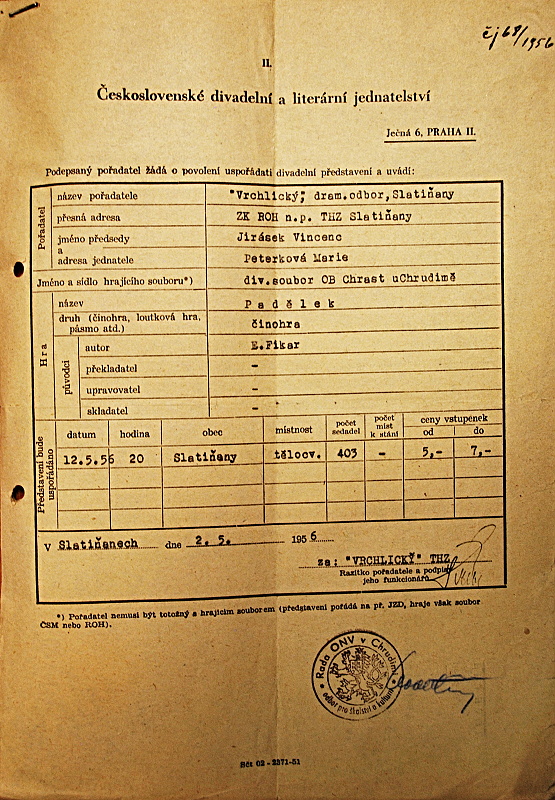 čj 69/1956
II.
Československé divadelní a literární jednatelství
Ječná 6, PRAHA II.
Podepsaný pořadatel žádá o povolení uspořádati divadelní představení a uvádí:
Pořadatel
název pořadatele "Vrchlický", dram.odbor, Slatiňany
přesná adresa ZK ROH n.p. THZ Slatiňany
jméno předsedy Jirásek Vincenc
a
adresa jednatele Peterková Marie
Jméno a sídlo hrajícího souboru*) div.soubor OB Chrast uChrudimě
Hra
název P a d ě l e k
druh (činohra, loutková hra, pásmo atd.) činohra
původci
autor E.Fikar
překladatel -
upravovatel -
skladatel -
Představení bude uspořádáno
datum hodina obec místnost počet sedadel počet míst k stání ceny vstupenek od do
12.5.56 20 Slatiňany tělocv. 403 - 5,- 7,-
V Slatiňanech dne 2. 5. 1956
za: "VRCHLICKÝ" THZ
Razítko pořadatele a podpis
jeho funkcionářů
*) Pořadatel nemusí být totožný s hrajícím souborem (představení pořádá na př. JZD, hraje však soubor
ČSM nebo ROH).
Rada ONV v Chrudimi
odbor pro školství a kulturu
Sčt 02 - 2371-51